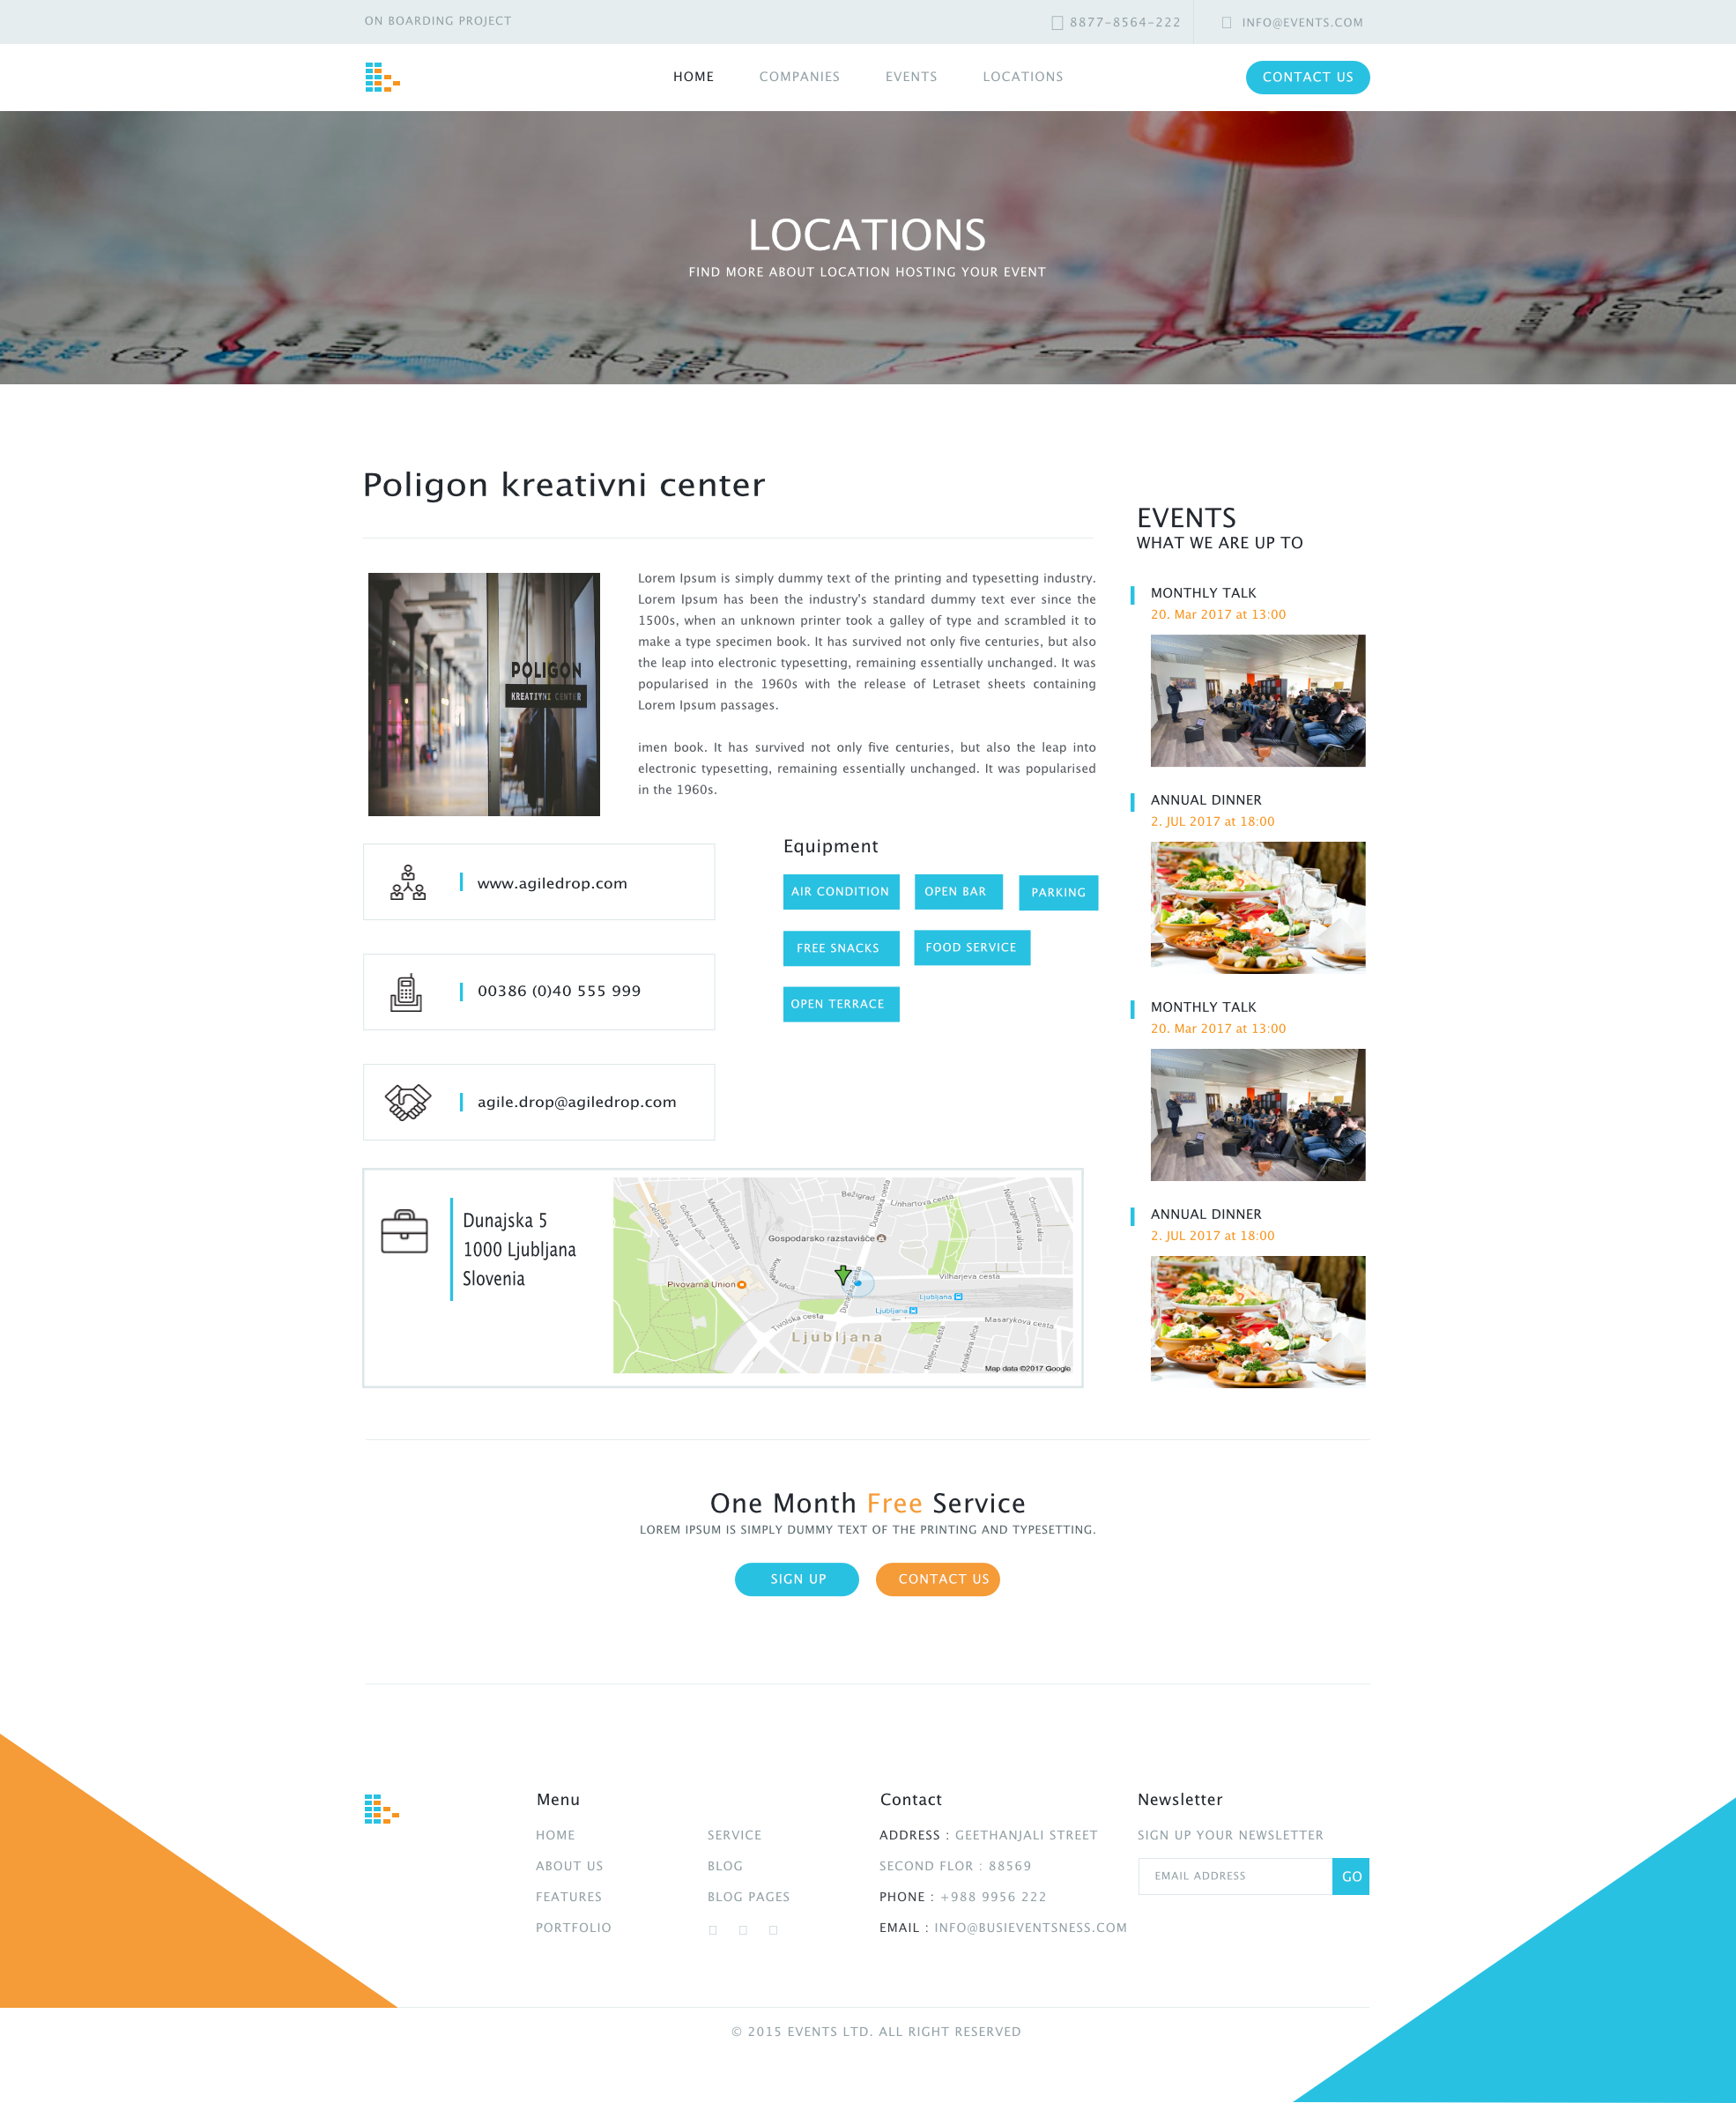 ON BOARDING PROJECT
8877-8564-222
INFO@EVENTS.COM
HOME COMPANIES EVENTS LOCATIONS
CONTACT US
LOCATIONS
FIND MORE ABOUT LOCATION HOSTING YOUR EVENT
Poligon kreativni center
Lorem Ipsum is simply dummy text of the printing and typesetting industry.
Lorem Ipsum has been the industry's standard dummy text ever since the
1500s, when an unknown printer took a galley of type and scrambled it to
make a type specimen book. It has survived not only five centuries, but also
the leap into electronic typesetting, remaining essentially unchanged. It was
popularised in the 1960s with the release of Letraset sheets containing
Lorem Ipsum passages.
imen book. It has survived not only five centuries, but also the leap into
electronic typesetting, remaining essentially unchanged. It was popularised
in the 1960s.
POLIGON
KREATIVNI CENTER
www.agiledrop.com
00386 (0)40 555 999
agile.drop@agiledrop.com
Equipment
AIR CONDITION
OPEN BAR
PARKING
FREE SNACKS
FOOD SERVICE
OPEN TERRACE
Dunajska 5
1000 Ljubljana
Slovenia
Bežigrad
Linhartova cesta
Dunajska cesta
Medvedova cesta
Celovška cesta
Gospodarsko razstavišče
Pivovarna Union
Vilharjeva cesta
Dunajska cesta
Ljubljana
Ljubljana
Tivolska cesta
Masarykova cesta
Ljubljana
Resljeva cesta
Kotnikova ulica
Map data ©2017 Google
EVENTS
WHAT WE ARE UP TO
MONTHLY TALK
20. Mar 2017 at 13:00
ANNUAL DINNER
2. JUL 2017 at 18:00
MONTHLY TALK
20. Mar 2017 at 13:00
ANNUAL DINNER
2. JUL 2017 at 18:00
One Month Free Service
LOREM IPSUM IS SIMPLY DUMMY TEXT OF THE PRINTING AND TYPESETTING.
SIGN UP
CONTACT US
Menu
HOME
ABOUT US
FEATURES
PORTFOLIO
SERVICE
BLOG
BLOG PAGES
Contact
ADDRESS : GEETHANJALI STREET
SECOND FLOR : 88569
PHONE : +988 9956 222
EMAIL : INFO@BUSIEVENTSNESS.COM
Newsletter
SIGN UP YOUR NEWSLETTER
EMAIL ADDRESS
GO
© 2015 EVENTS LTD. ALL RIGHT RESERVED